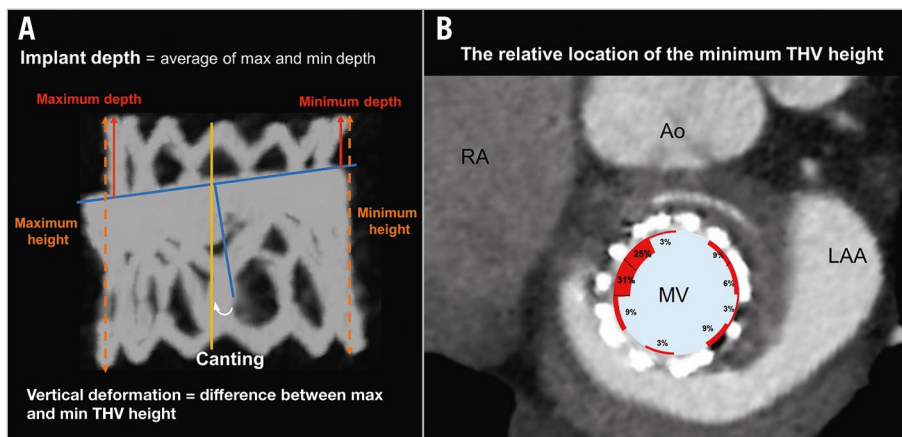 A
Implant depth = average of max and min depth
Maximum depth
Minimum depth
Maximum
height
Minimum
height
Canting
Vertical deformation = difference between max
and min THV height
B
The relative location of the minimum THV height
Ao
RA
LAA
MV
3%
9%
6%
3%
9%
3%
9%
31%
25%